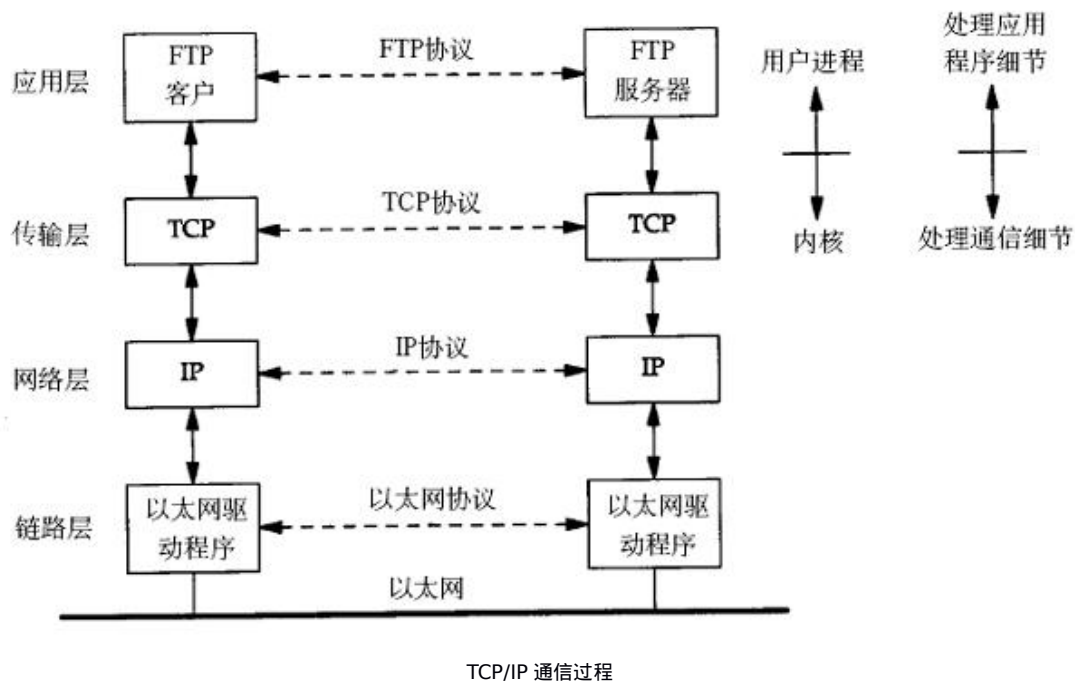 应用层
FTP
客户
FTP协议
FTP
服务器
用户进程
处理应用
程序细节
传输层
TCP
TCP协议
TCP
内核
处理通信细节
网络层
IP
IP协议
IP
链路层
以太网驱
动程序
以太网协议
以太网驱
动程序
以太网
TCP/IP 通信过程